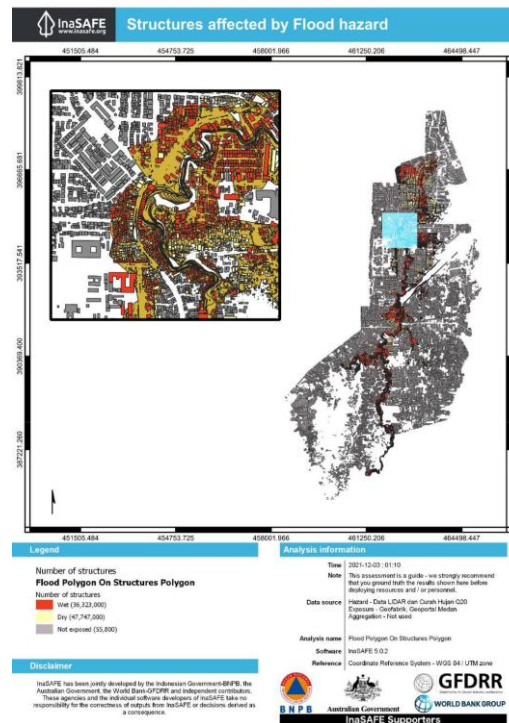 InaSAFE
www.inasafe.org
Structures affected by Flood hazard
451505.484 454753.725 458001.966 461250.206 464498.447
399813.821
396665.681
393517.541
390369.400
387221.260
451505.484 454753.725 458001.966 461250.206 464498.447
Legend
Number of structures
Flood Polygon On Structures Polygon
Number of structures
Wet (36,323,000)
Dry (47,747,000)
Not exposed (55,800)
Disclaimer
InaSAFE has been jointly developed by the Indonesian Government-BNPB, the
Australian Government, the World Bank-GFDRR and independent contributors.
These agencies and the individual software developers of InaSAFE take no
responsibility for the correctness of outputs from InaSAFE or decisions derived as
a consequence.
Analysis information
Time 2021-12-03 : 01:10
Note This assessment is a guide - we strongly recommend
that you ground truth the results shown here before
deploying resources and / or personnel.
Data source Hazard - Data LIDAR dan Curah Hujan Q20
Exposure - Geofabrik, Geoportal Medan
Aggregation - Not used
Analysis name Flood Polygon On Structures Polygon
Software InaSAFE 5.0.2
Reference Coordinate Reference System - WGS 84 / UTM zone
BNPB
Australian Government
GFDRR
WORLD BANK GROUP
InaSAFE Supporters